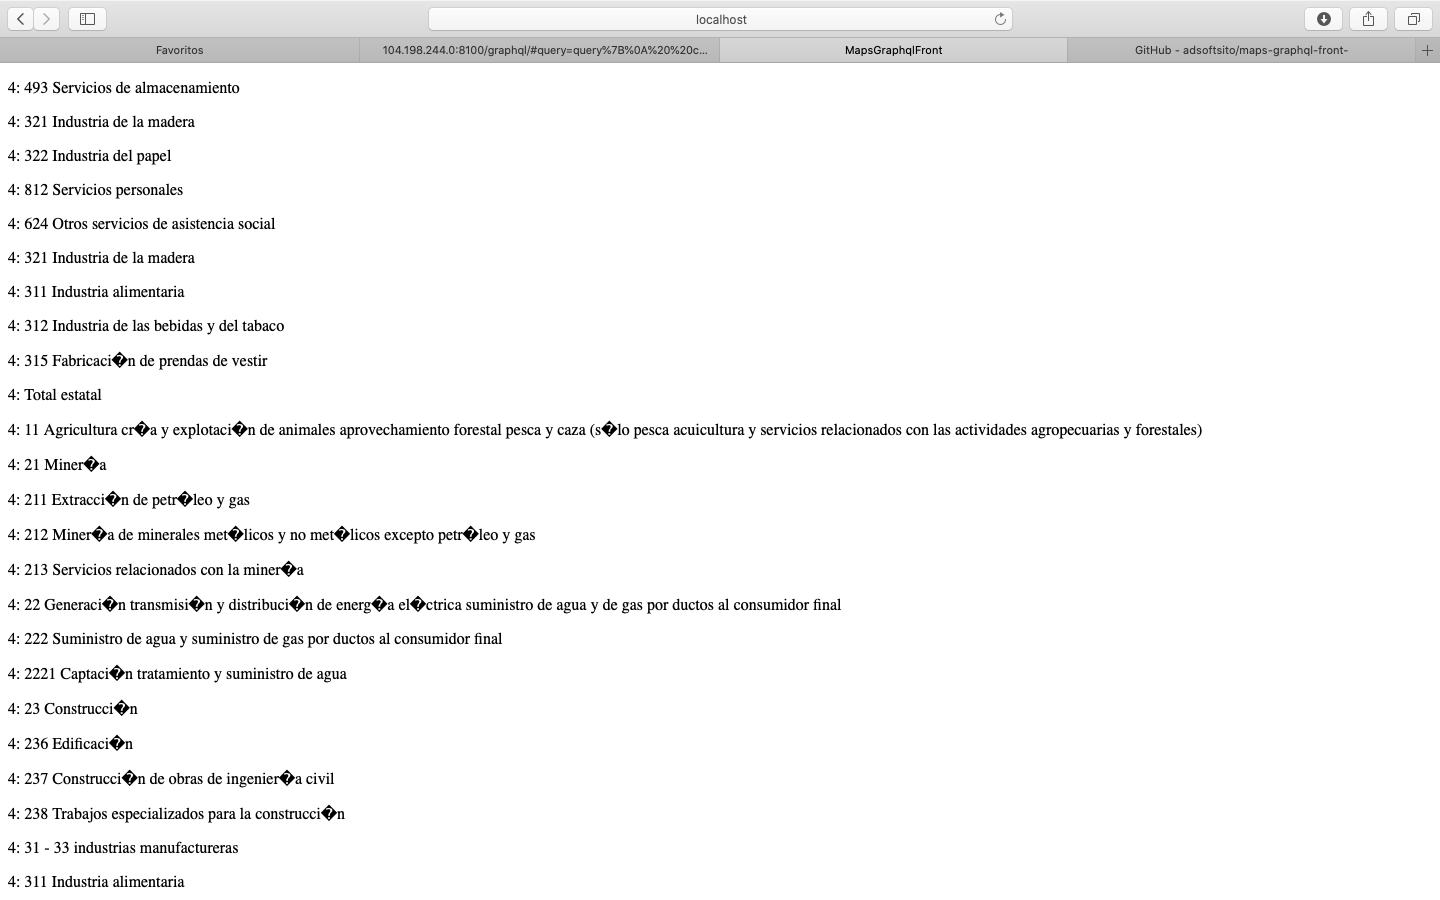 localhost
Favoritos
104.198.244.0:8100/graphql/#query=query%7B%0A%20%20c...
MapsGraphqlFront
GitHub - adsoftsito/maps-graphql-front-
4: 493 Servicios de almacenamiento
4: 321 Industria de la madera
4: 322 Industria del papel
4: 812 Servicios personales
4: 624 Otros servicios de asistencia social
4: 321 Industria de la madera
4: 311 Industria alimentaria
4: 312 Industria de las bebidas y del tabaco
4: 315 Fabricaci�n de prendas de vestir
4: Total estatal
4: 11 Agricultura cr�a y explotaci�n de animales aprovechamiento forestal pesca y caza (s�lo pesca acuicultura y servicios relacionados con las actividades agropecuarias y forestales)
4: 21 Miner�a
4: 211 Extracci�n de petr�leo y gas
4: 212 Miner�a de minerales met�licos y no met�licos excepto petr�leo y gas
4: 213 Servicios relacionados con la miner�a
4: 22 Generaci�n transmisi�n y distribuci�n de energ�a el�ctrica suministro de agua y de gas por ductos al consumidor final
4: 222 Suministro de agua y suministro de gas por ductos al consumidor final
4: 2221 Captaci�n tratamiento y suministro de agua
4: 23 Construcci�n
4: 236 Edificaci�n
4: 237 Construcci�n de obras de ingenier�a civil
4: 238 Trabajos especializados para la construcci�n
4: 31 - 33 industrias manufactureras
4: 311 Industria alimentaria